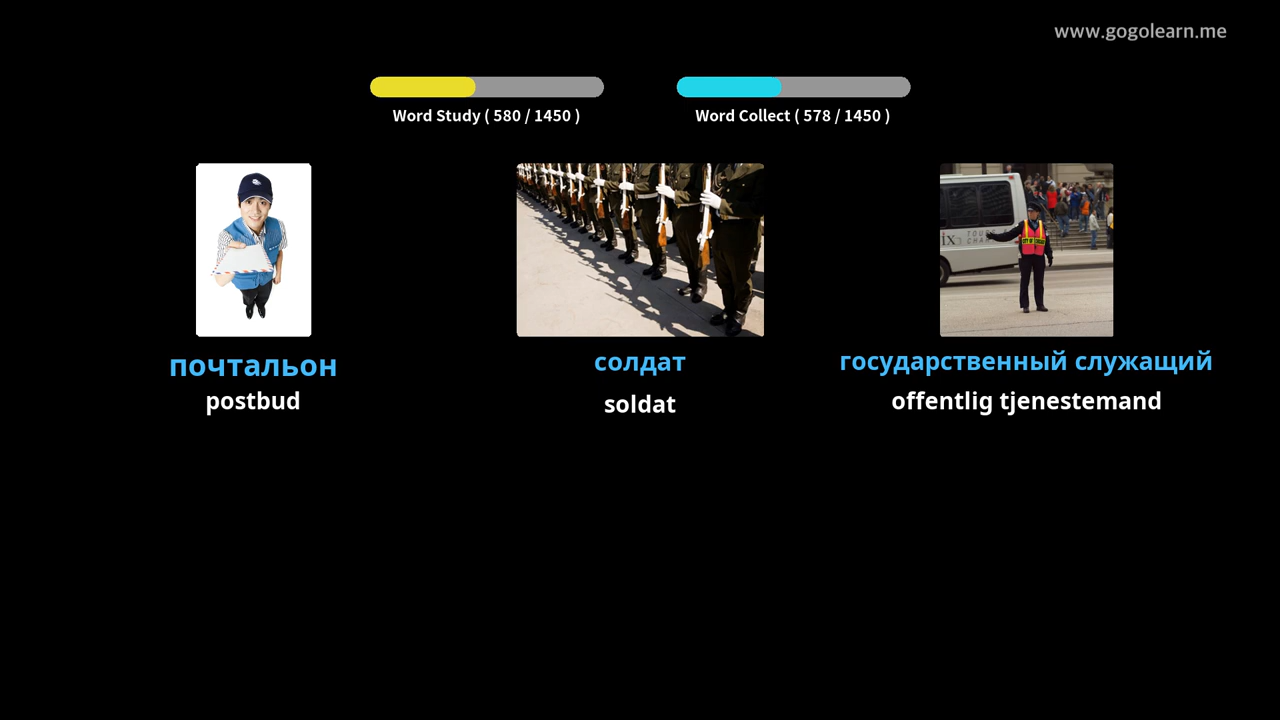 www.gogolearn.me
Word Study ( 580 / 1450 )
Word Collect ( 578 / 1450 )
почтальон
солдат
государственный служащий
postbud
soldat
offentlig tjenestemand